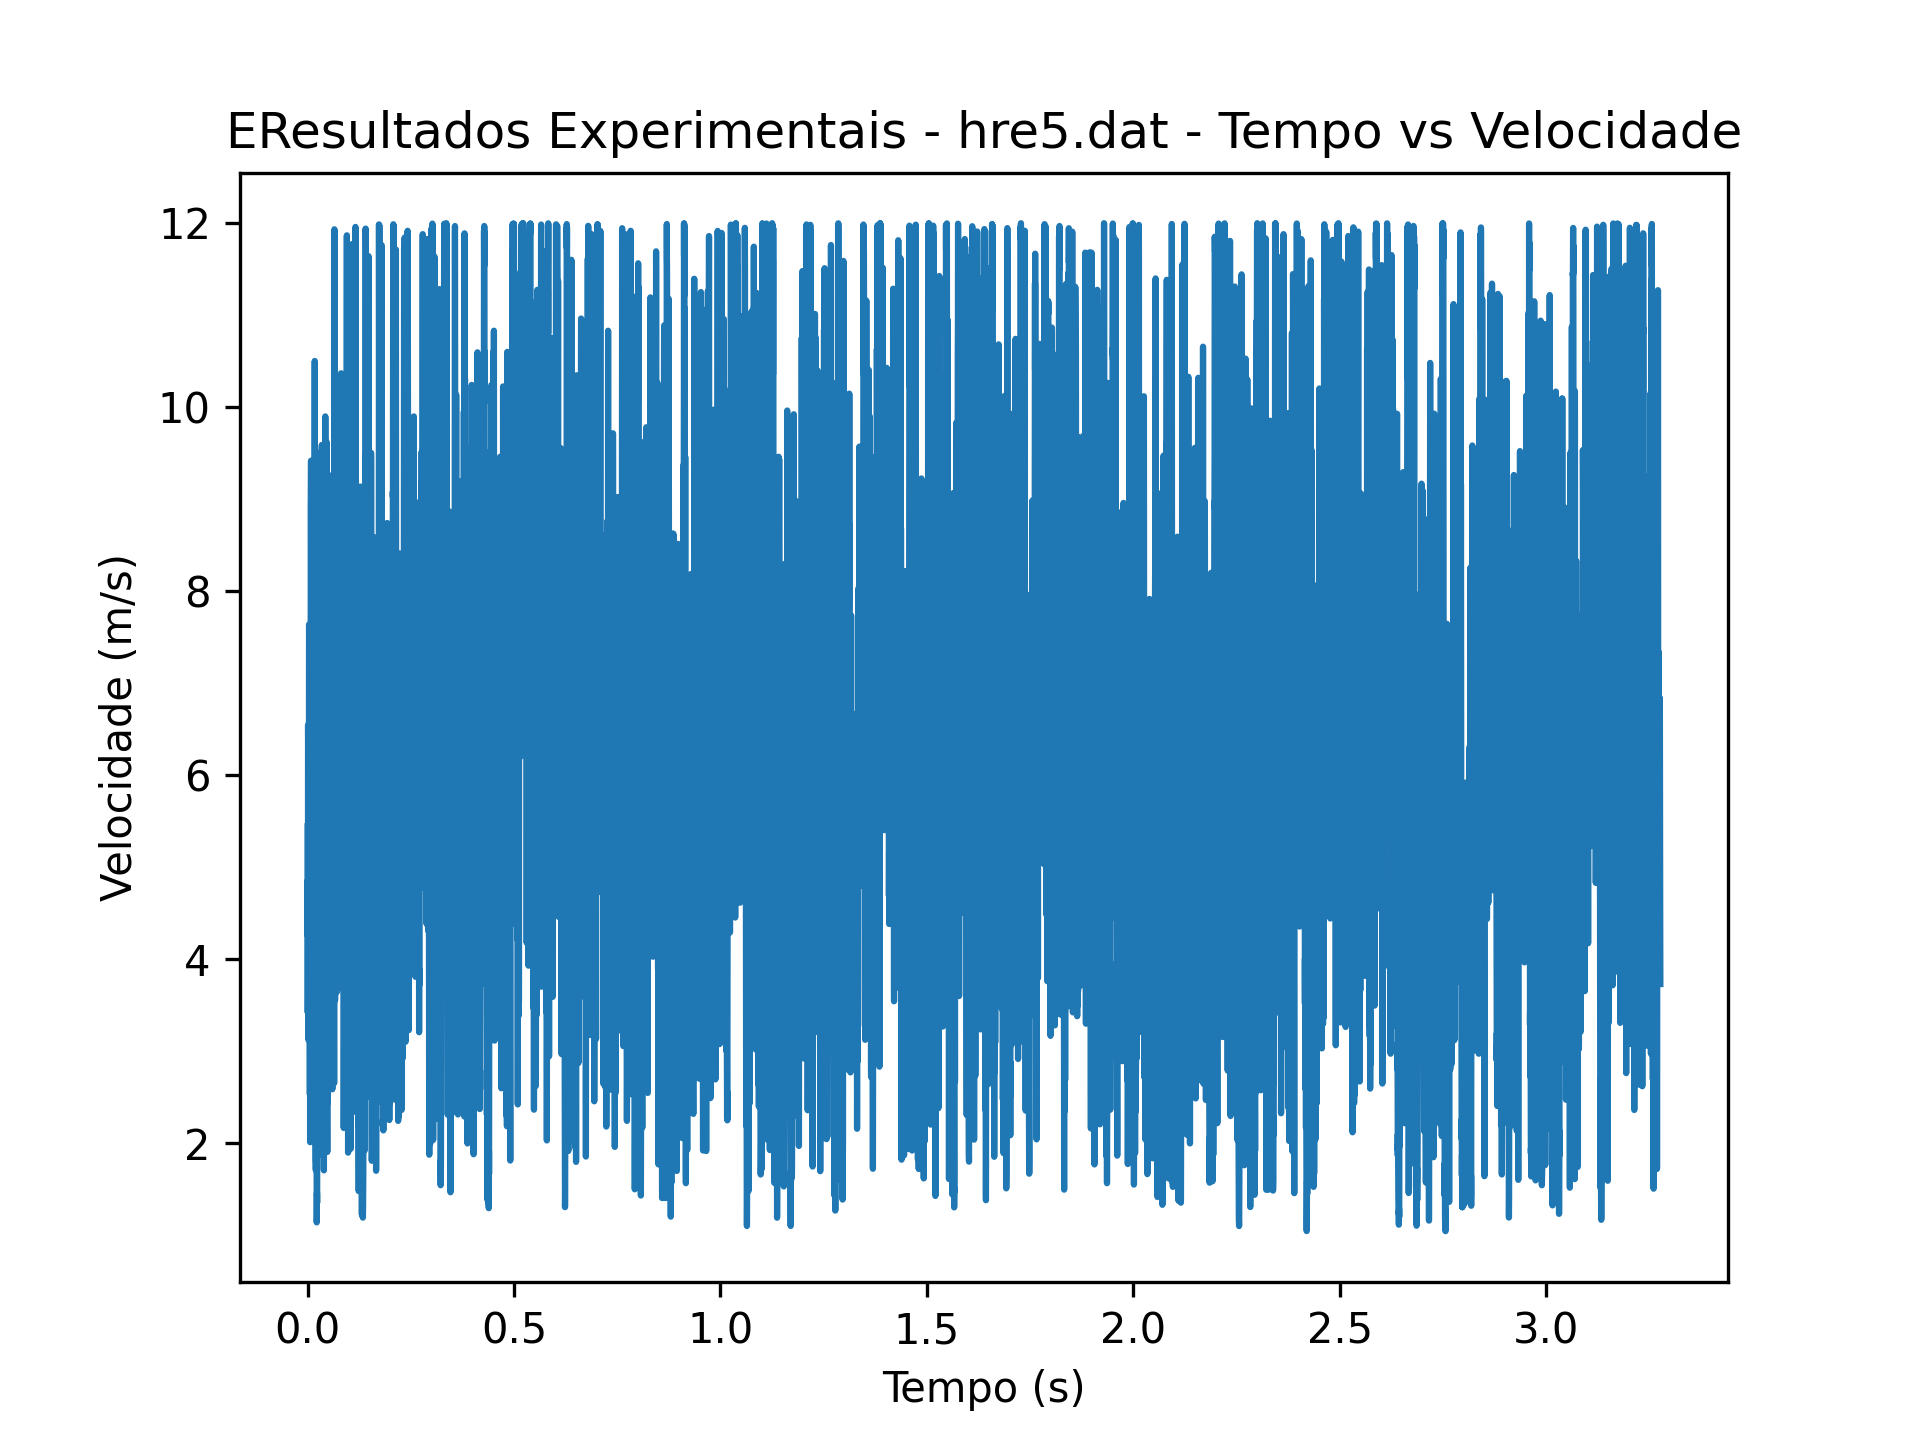 EResultados Experimentais - hre5.dat - Tempo vs Velocidade
12
10
8
6
4
2
Velocidade (m/s)
0.0 0.5 1.0 1.5 2.0 2.5 3.0
Tempo (s)